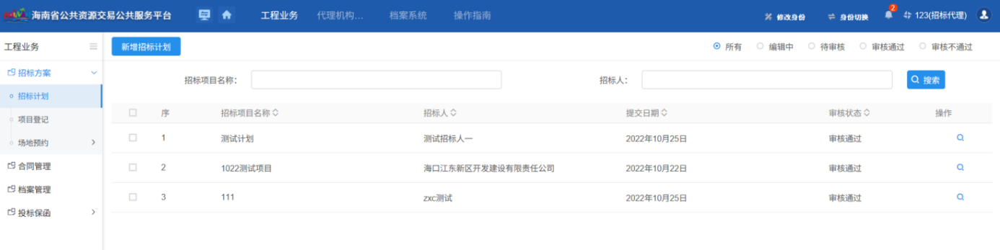 海南省公共资源交易公共服务平台 工程业务 代理机构... 档案系统 操作指南 修改身份 身份切换 2 123(招标代理)
工程业务 新增招标计划 所有 编辑中 待审核 审核通过 审核不通过
招标方案 招标项目名称: 招标人: 搜索
招标计划
序 招标项目名称 招标人 提交日期 审核状态 操作
项目登记
1 测试计划 测试招标人一 2022年10月25日 审核通过
场地预约
合同管理 2 1022测试项目 海口江东新区开发建设有限责任公司 2022年10月22日 审核通过
档案管理
3 111 zxc测试 2022年10月25日 审核通过
投标保函